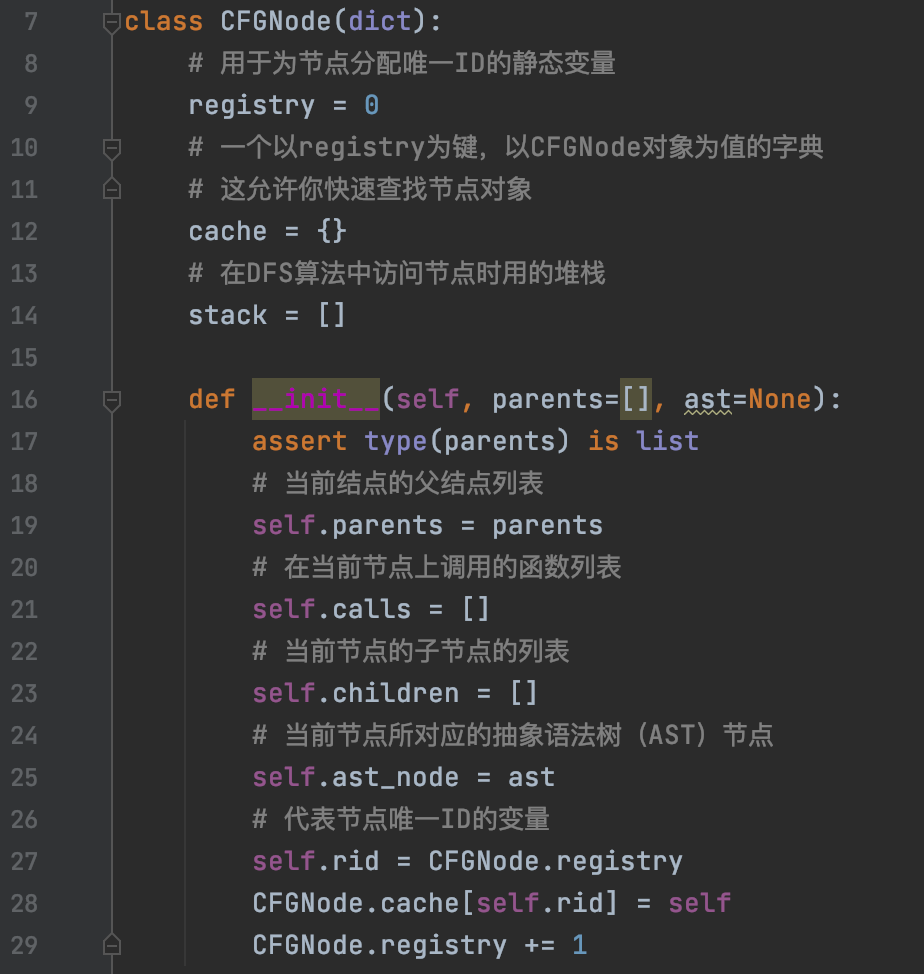 7 class CFGNode(dict):
8 # 用于为节点分配唯一ID的静态变量
9 registry = 0
10 # 一个以registry为键，以CFGNode对象为值的字典
11 # 这允许你快速查找节点对象
12 cache = {}
13 # 在DFS算法中访问节点时用的堆栈
14 stack = []
15
16 def __init__(self, parents=[], ast=None):
17 assert type(parents) is list
18 # 当前结点的父结点列表
19 self.parents = parents
20 # 在当前节点上调用的函数列表
21 self.calls = []
22 # 当前节点的子节点的列表
23 self.children = []
24 # 当前节点所对应的抽象语法树（AST）节点
25 self.ast_node = ast
26 # 代表节点唯一ID的变量
27 self.rid = CFGNode.registry
28 CFGNode.cache[self.rid] = self
29 CFGNode.registry += 1